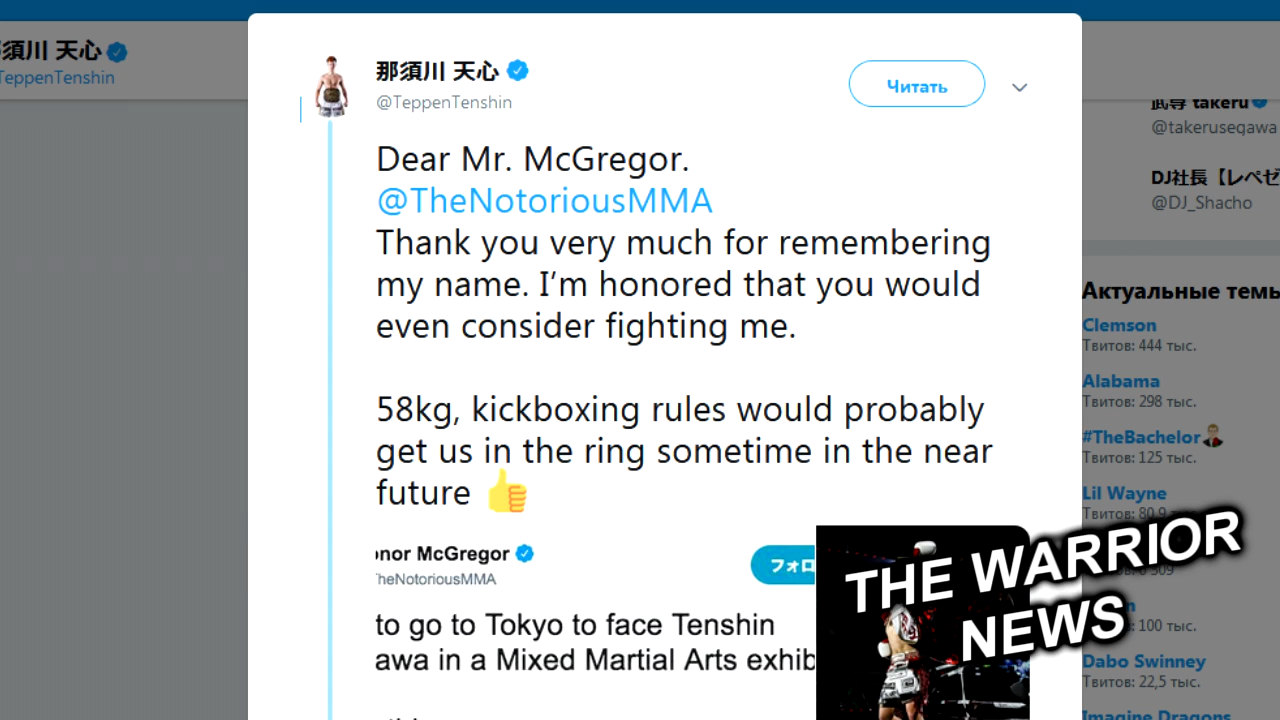 須川 天心
TeppenTenshin
那須川 天心
@TeppenTenshin
Читать
Dear Mr. McGregor.
@TheNotoriousMMA
Thank you very much for remembering
my name. I'm honored that you would
even consider fighting me.
58kg, kickboxing rules would probably
get us in the ring sometime in the near
future
onor McGregor
heNotoriousMMA
フォロ
to go to Tokyo to face Tenshin
awa in a Mixed Martial Arts exhib
武尊 takeru
@takerusegawa
DJ社長【レペゼ
@DJ_Shacho
Актуальные темы
Clemson
Твитов: 444 тыс.
Alabama
Твитов: 298 тыс.
#TheBachelor
Твитов: 125 тыс.
Lil Wayne
Твитов: 80,9 тыс.
100 тыс.
Dabo Swinney
Твитов: 22,5 тыс.
Imagine Dragons
THE WARRIOR
NEWS